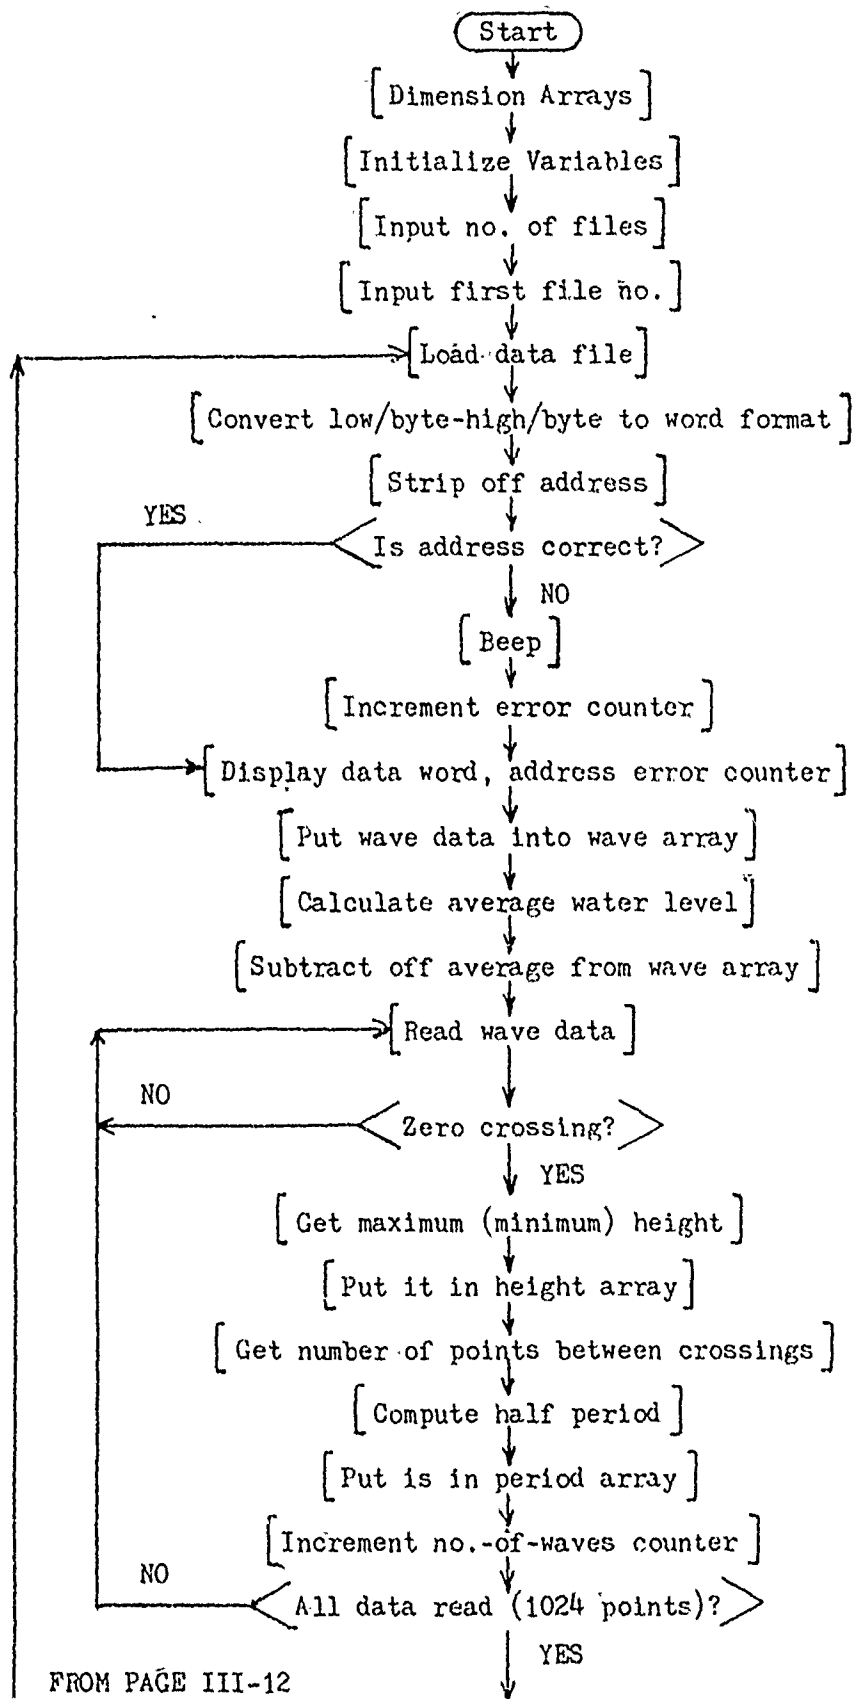 Start
[Dimension Arrays]
[Initialize Variables]
[Input no. of files]
[Input first file no.]
[Load data file]
[Convert low/byte-high/byte to word format]
[Strip off address]
YES
<Is address correct?>
NO
[Beep]
[Increment error counter]
[Display data word, address error counter]
[Put wave data into wave array]
[Calculate average water level]
[Subtract off average from wave array]
[Read wave data]
NO
<Zero crossing?>
YES
[Get maximum (minimum) height]
[Put it in height array]
[Get number of points between crossings]
[Compute half period]
[Put is in period array]
[Increment no.-of-waves counter]
NO
<All data read (1024 points)?>
YES
FROM PAGE III-12